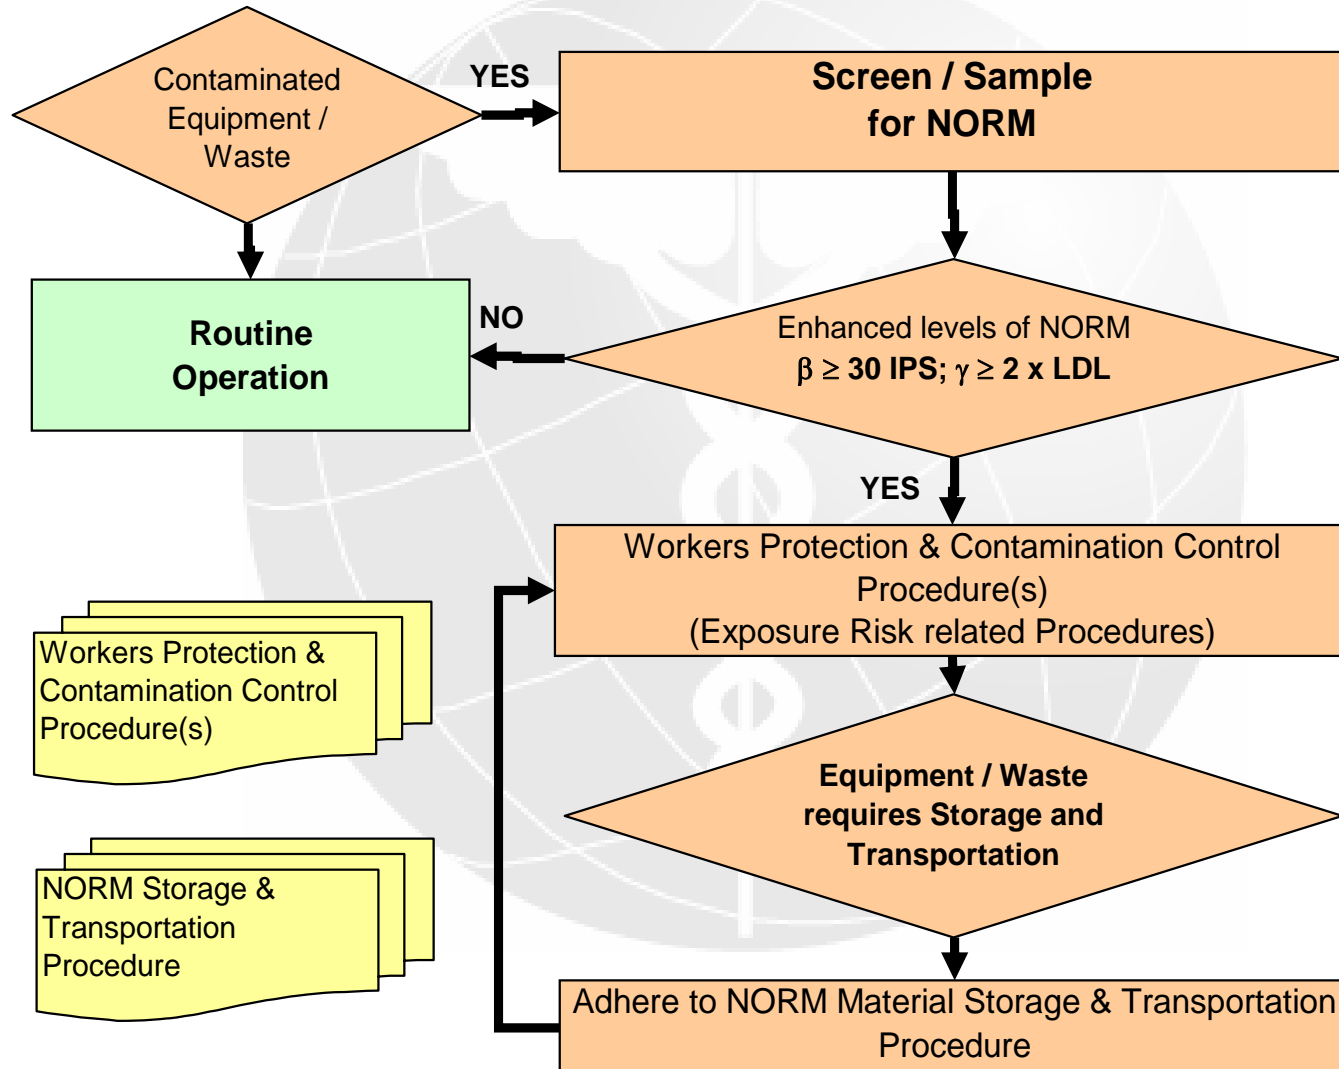 Contaminated
Equipment /
Waste
YES
Screen / Sample
for NORM
Routine
Operation
NO
Enhanced levels of NORM
β ≥ 30 IPS; γ ≥ 2 x LDL
YES
Workers Protection & Contamination Control
Procedure(s)
(Exposure Risk related Procedures)
Workers Protection &
Contamination Control
Procedure(s)
Equipment / Waste
requires Storage and
Transportation
NORM Storage &
Transportation
Procedure
Adhere to NORM Material Storage & Transportation
Procedure